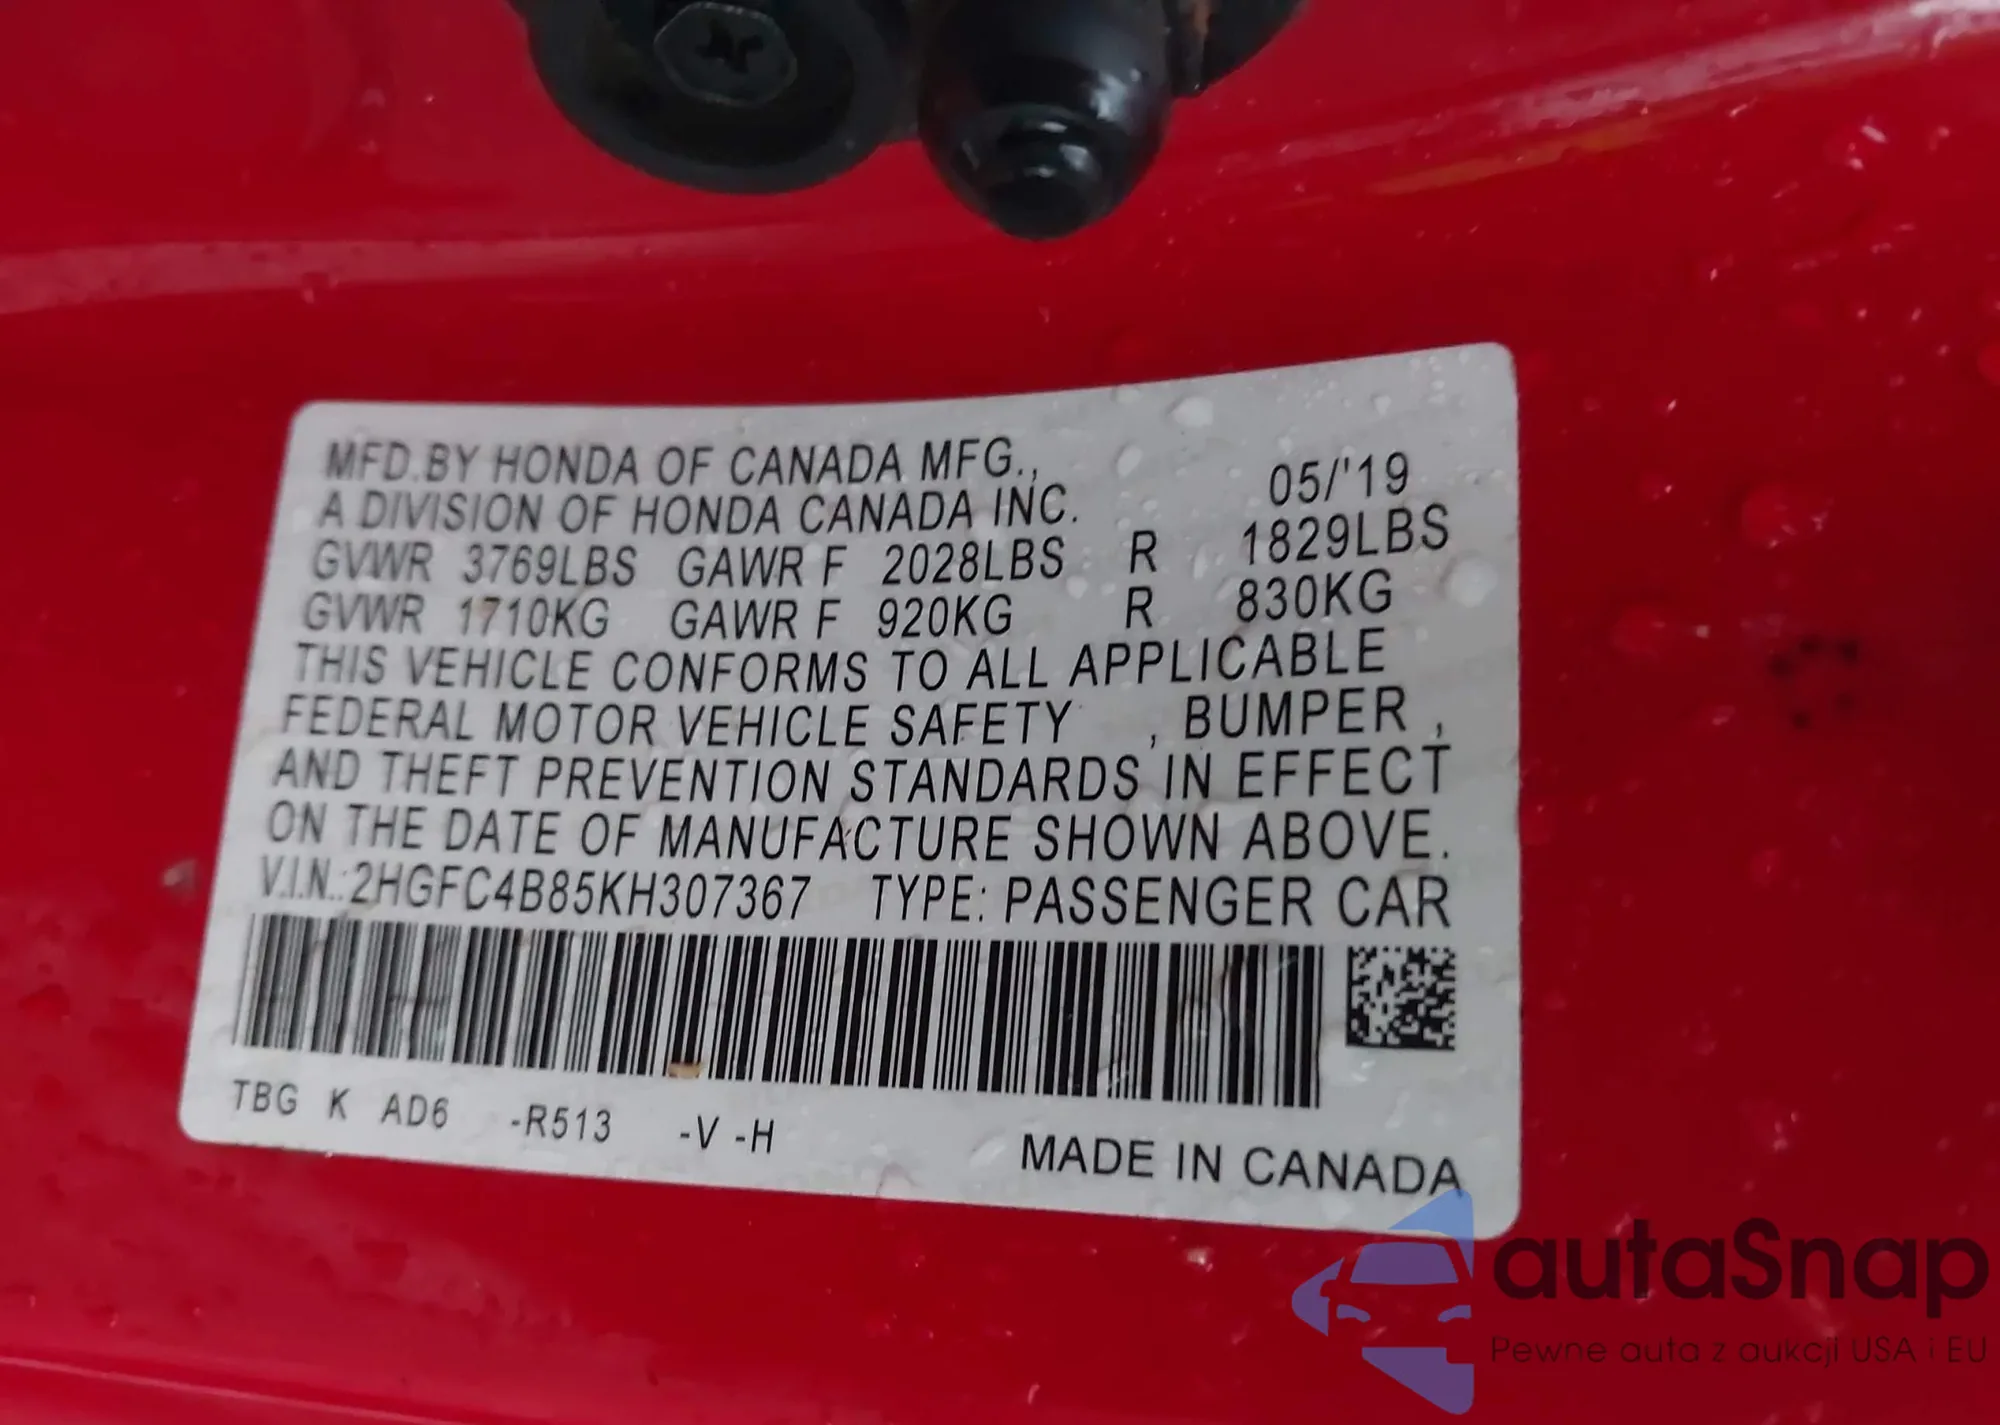 MFD.BY HONDA OF CANADA MFG., 05/'19
A DIVISION OF HONDA CANADA INC.
GVWR 3769LBS GAWR F 2028LBS R 1829LBS
GVWR 1710KG GAWR F 920KG R 830KG
THIS VEHICLE CONFORMS TO ALL APPLICABLE
FEDERAL MOTOR VEHICLE SAFETY , BUMPER ,
AND THEFT PREVENTION STANDARDS IN EFFECT
ON THE DATE OF MANUFACTURE SHOWN ABOVE.
V.I.N.:2HGFC4B85KH307367 TYPE: PASSENGER CAR
TBG K AD6 -R513 -V -H
MADE IN CANADA
autaSnap
Pewne auta z aukcji USA i EU